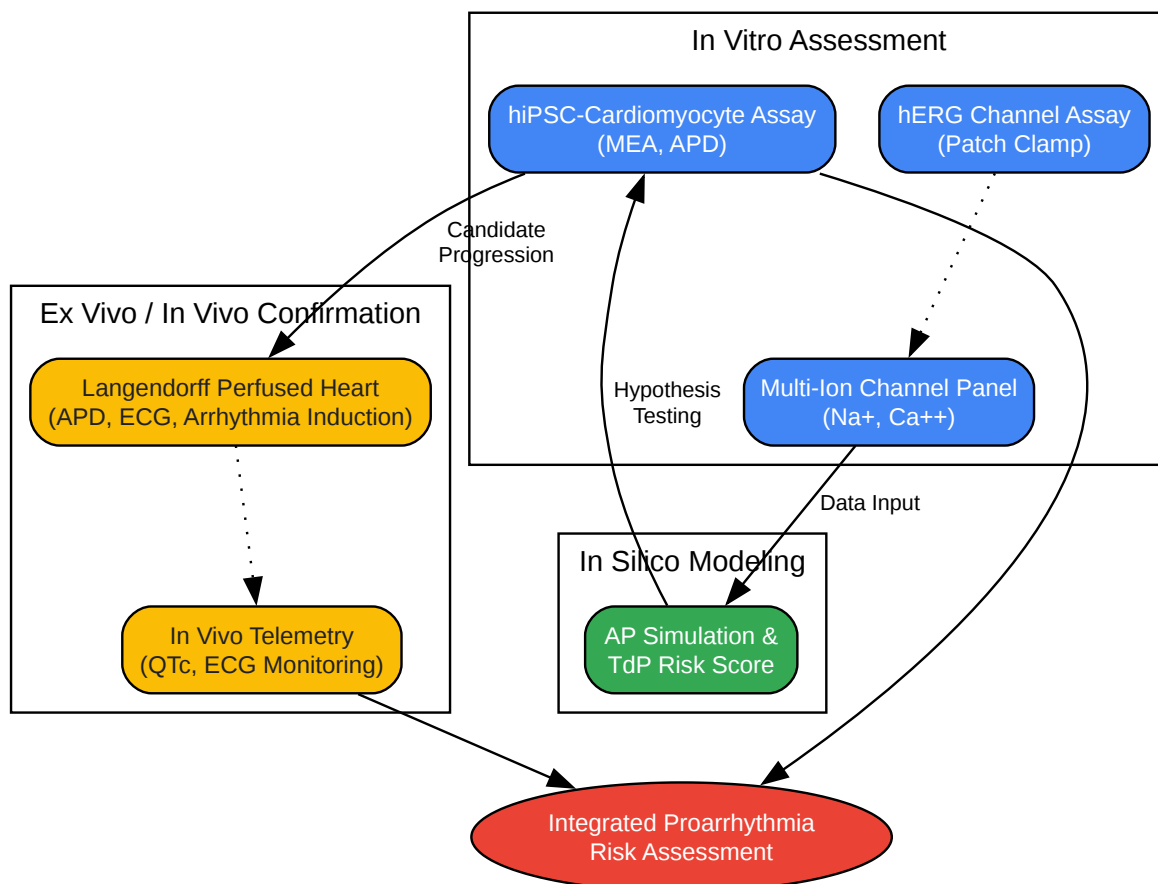 In Vitro Assessment
hiPSC-Cardiomyocyte Assay
(MEA, APD)
hERG Channel Assay
(Patch Clamp)
Candidate
Progression
Ex Vivo / In Vivo Confirmation
Langendorff Perfused Heart
(APD, ECG, Arrhythmia Induction)
Hypothesis
Testing
Multi-Ion Channel Panel
(Na+, Ca++)
Data Input
In Silico Modeling
In Vivo Telemetry
(QTc, ECG Monitoring)
AP Simulation &
TdP Risk Score
Integrated Proarrhythmia
Risk Assessment